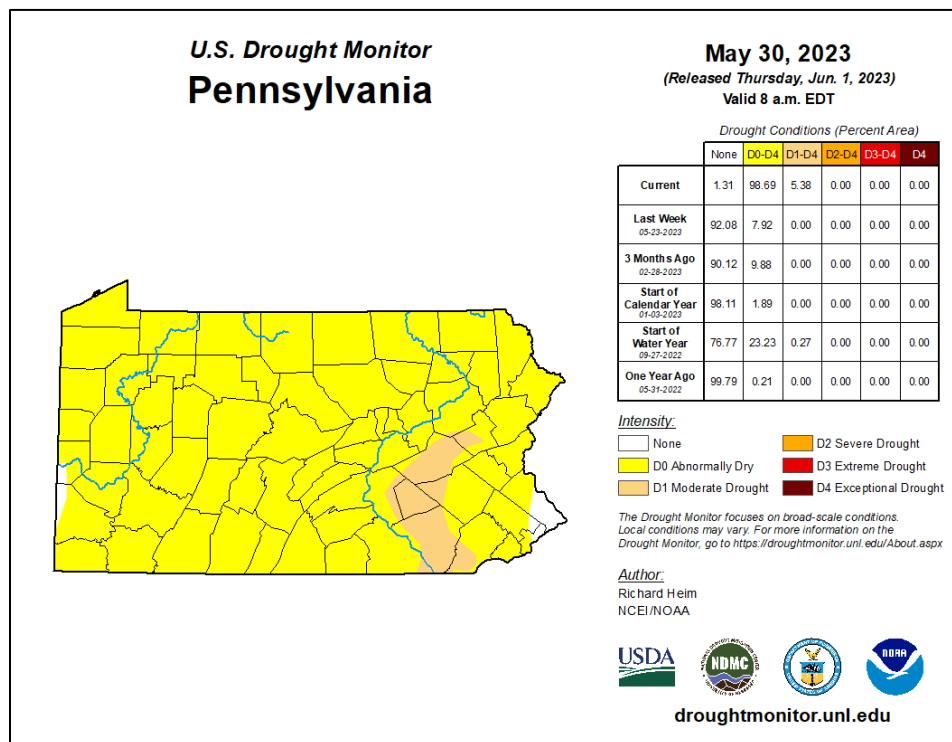 U.S. Drought Monitor
Pennsylvania
May 30, 2023
(Released Thursday, Jun. 1, 2023)
Valid 8 a.m. EDT
Drought Conditions (Percent Area)
None D0-D4 D1-D4 D2-D4 D3-D4 D4
Current 1.31 98.69 5.38 0.00 0.00 0.00
Last Week
05-23-2023 92.08 7.92 0.00 0.00 0.00 0.00
3 Months Ago
02-28-2023 90.12 9.88 0.00 0.00 0.00 0.00
Start of
Calendar Year
01-03-2023 98.11 1.89 0.00 0.00 0.00 0.00
Start of
Water Year
09-27-2022 76.77 23.23 0.27 0.00 0.00 0.00
One Year Ago
05-31-2022 99.79 0.21 0.00 0.00 0.00 0.00
Intensity:
None
D0 Abnormally Dry
D1 Moderate Drought
D2 Severe Drought
D3 Extreme Drought
D4 Exceptional Drought
The Drought Monitor focuses on broad-scale conditions.
Local conditions may vary. For more information on the
Drought Monitor, go to https://droughtmonitor.unl.edu/About.aspx
Author:
Richard Heim
NCEI/NOAA
USDA
NDMC
NOAA
droughtmonitor.unl.edu